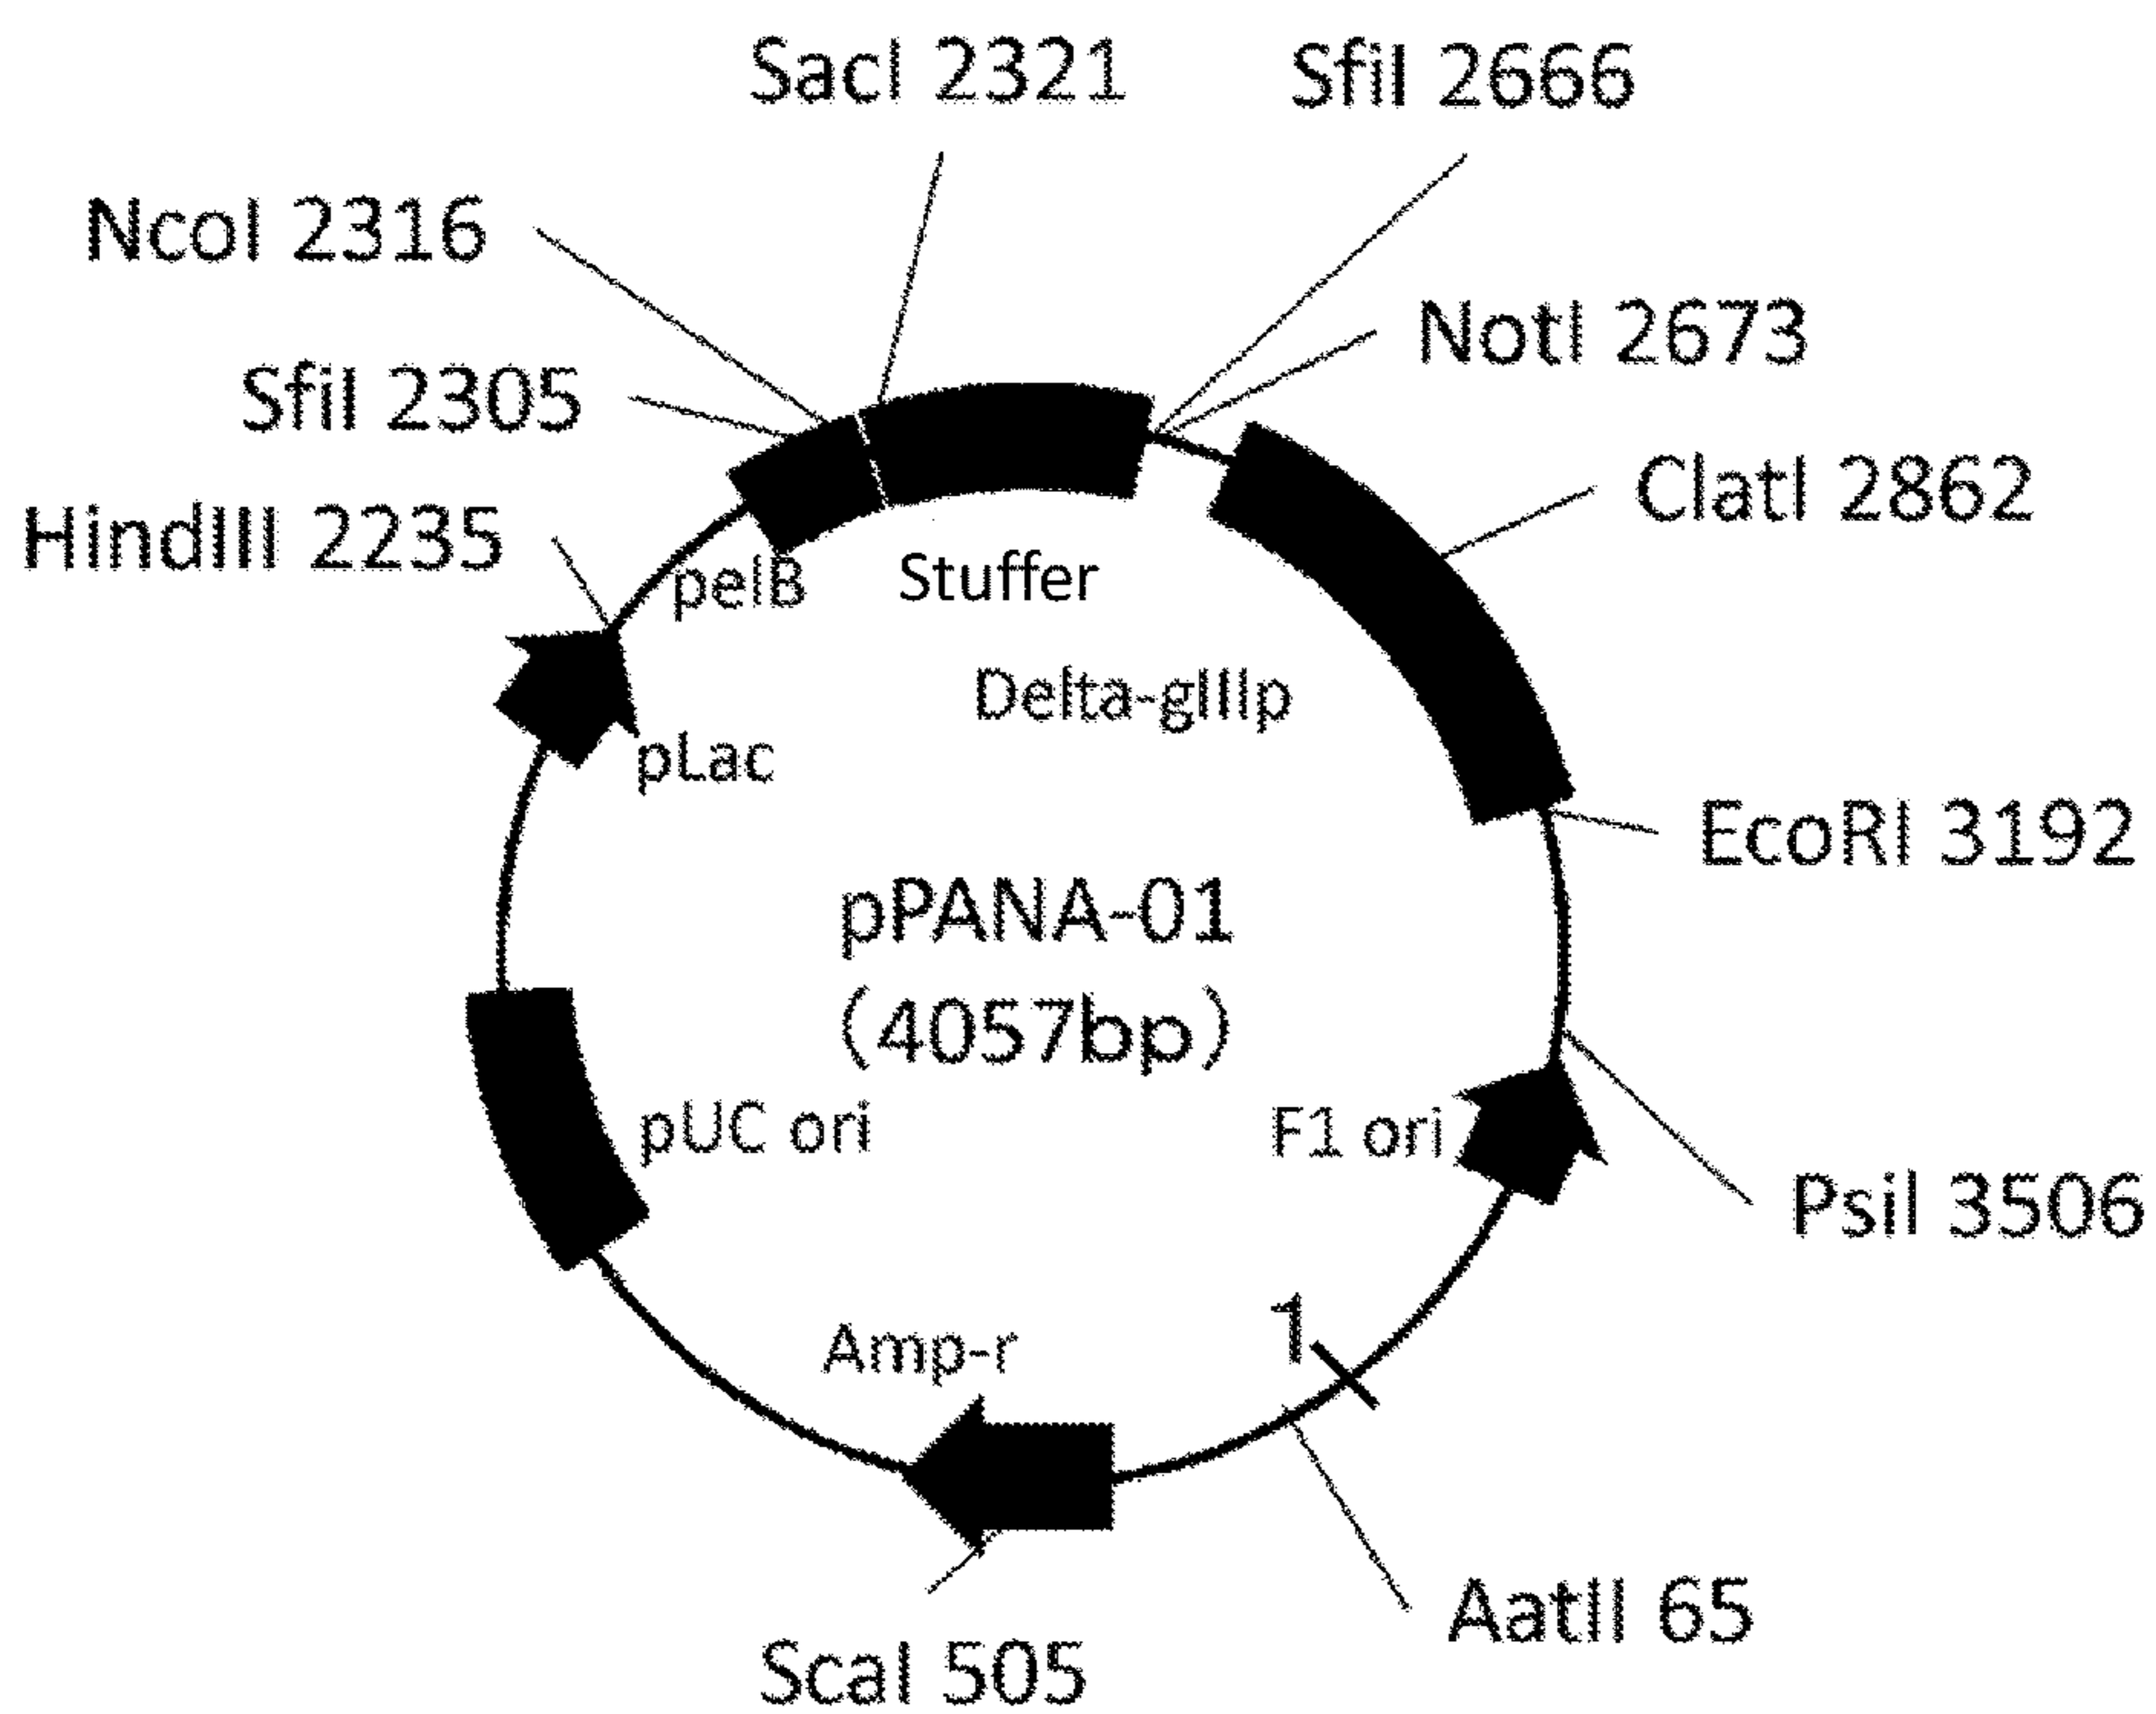 SacI 2321
SfiI 2666
NcoI 2316
NotI 2673
SfiI 2305
ClatI 2862
HindIII 2235
pelB
Stuffer
Delta-gIIIp
pLac
EcoRI 3192
pPANA-01
(4057bp)
pUC ori
F1 ori
PsiI 3506
1
Amp-r
AatII 65
ScaI 505